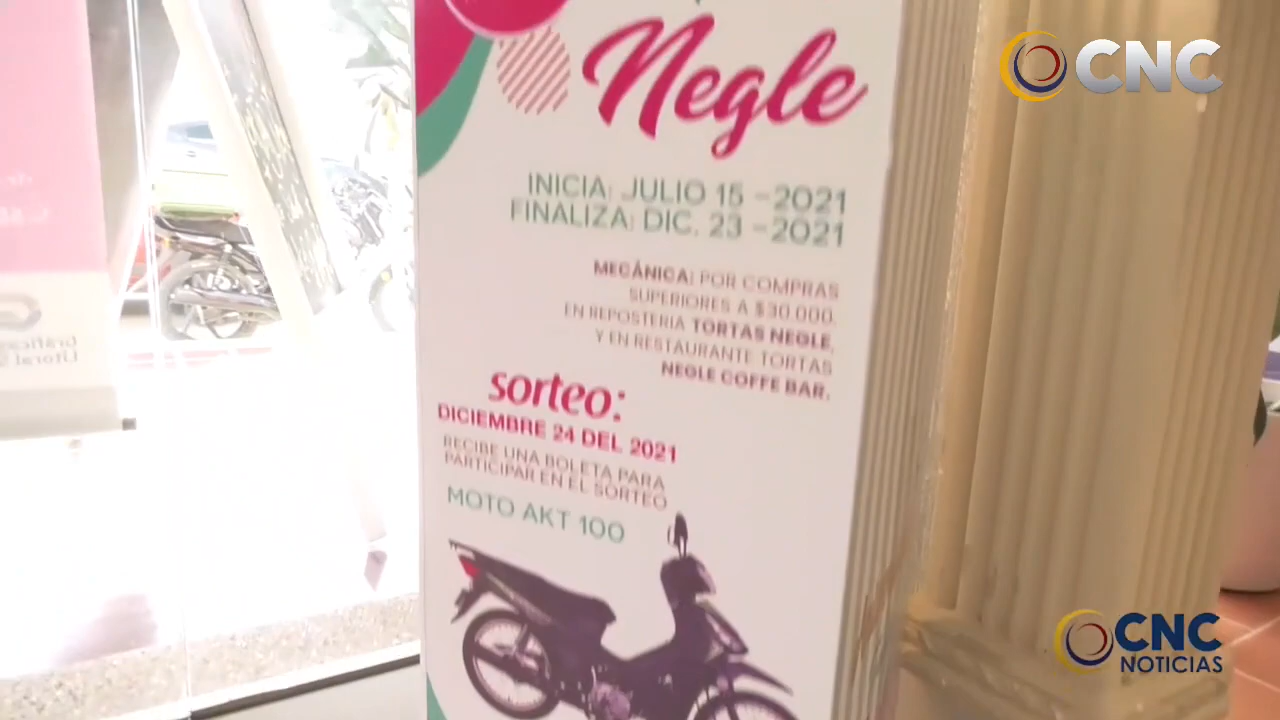 CNC
Negle
INICIA: JULIO 15 - 2021
FINALIZA: DIC. 23 - 2021
MECÁNICA: POR COMPRAS
SUPERIORES A $30.000.
EN REPOSTERIA TORTAS NEGLE,
Y EN RESTAURANTE TORTAS
NEGLE COFFE BAR.
sorteo:
DICIEMBRE 24 DEL 2021
RECIBE UNA BOLETA PARA
PARTICIPAR EN EL SORTEO
MOTO AKT 100
CNC
NOTICIAS